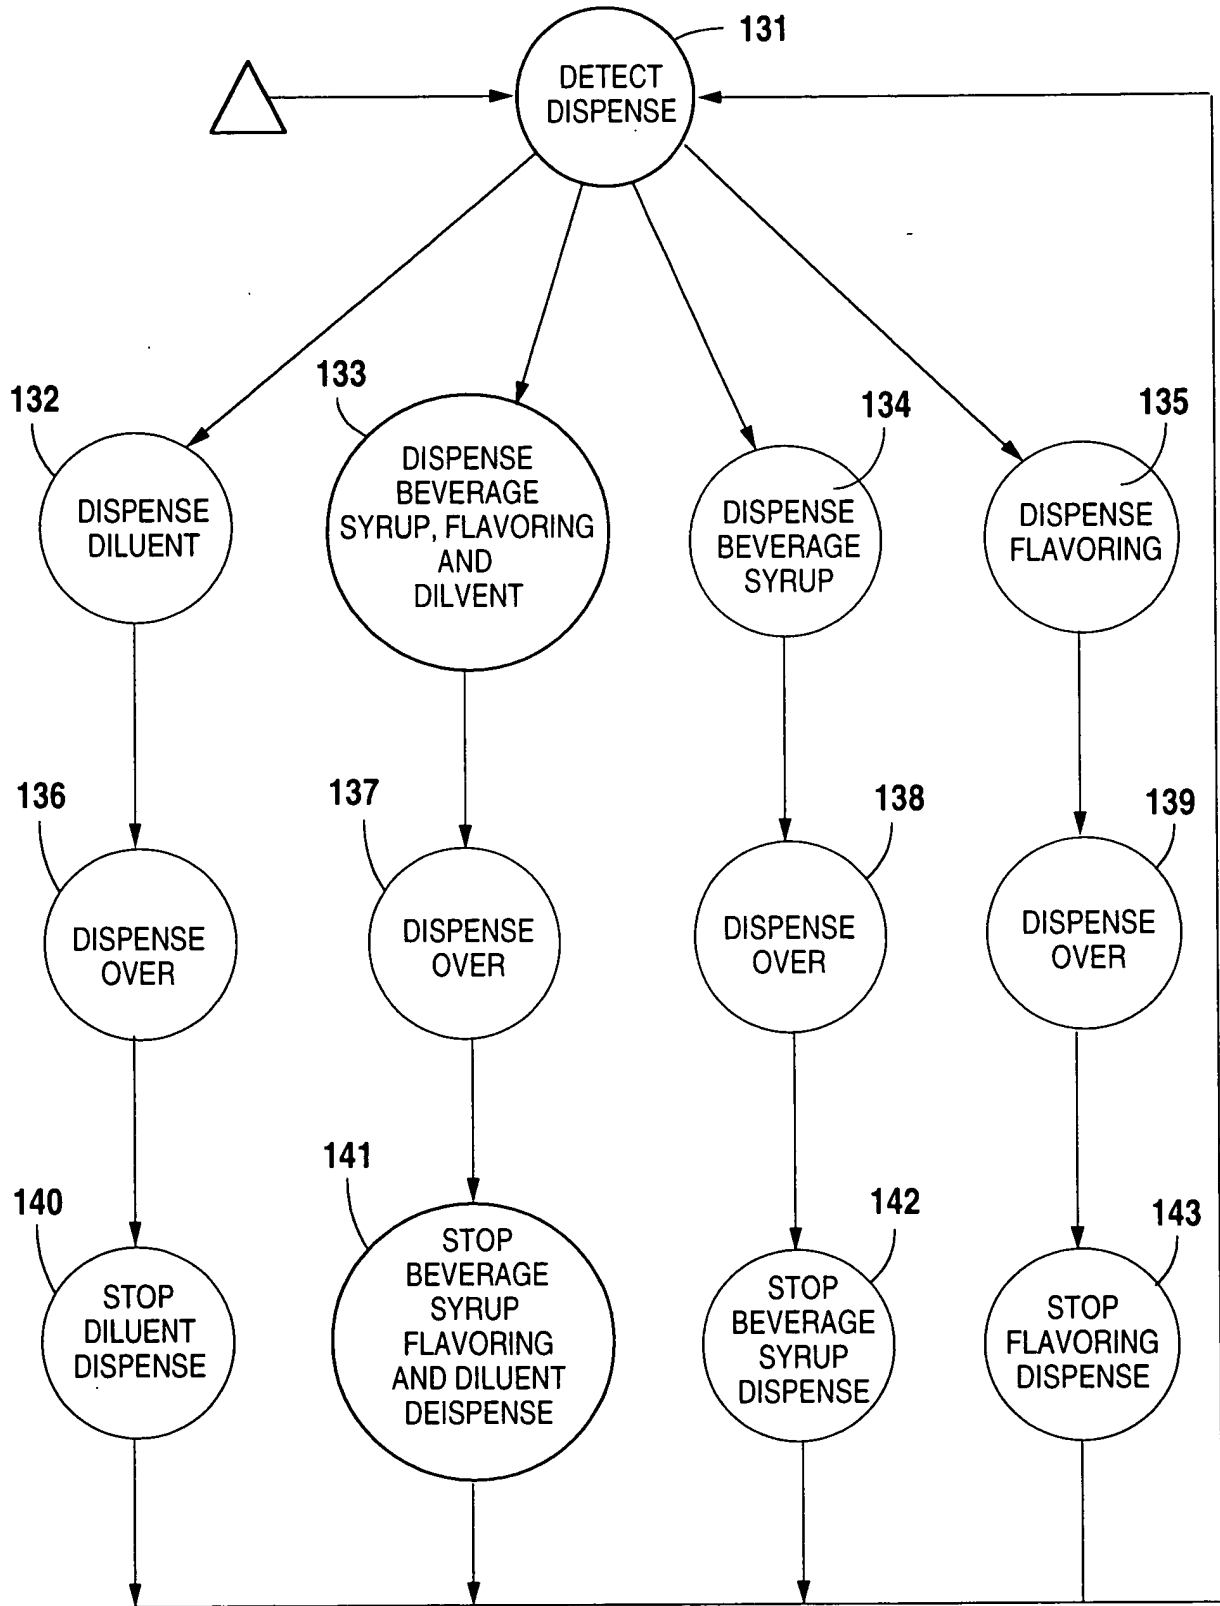 131
DETECT
DISPENSE
132
133
134
135
DISPENSE
DILUENT
DISPENSE
BEVERAGE
SYRUP, FLAVORING
AND
DILVENT
DISPENSE
BEVERAGE
SYRUP
DISPENSE
FLAVORING
136
137
138
139
DISPENSE
OVER
DISPENSE
OVER
DISPENSE
OVER
DISPENSE
OVER
140
141
142
143
STOP
DILUENT
DISPENSE
STOP
BEVERAGE
SYRUP
FLAVORING
AND DILUENT
DEISPENSE
STOP
BEVERAGE
SYRUP
DISPENSE
STOP
FLAVORING
DISPENSE